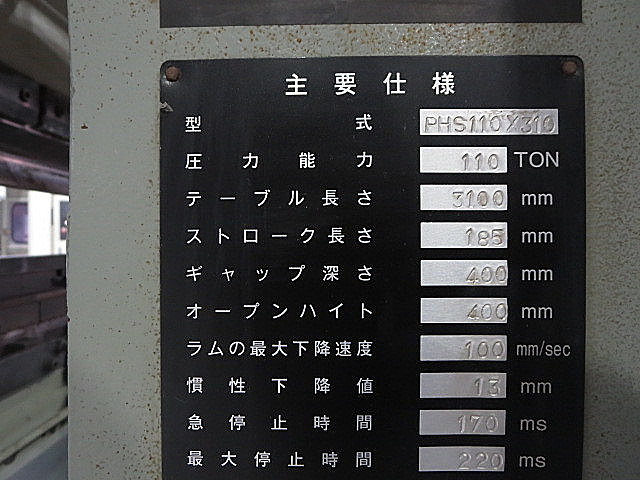 主要仕様
型式 PHS110X310
圧力能力 110 TON
テーブル長さ 3100 mm
ストローク長さ 185 mm
ギャップ深さ 400 mm
オープンハイト 400 mm
ラムの最大下降速度 100 mm/sec
慣性下降値 13 mm
急停止時間 170 ms
最大停止時間 220 ms